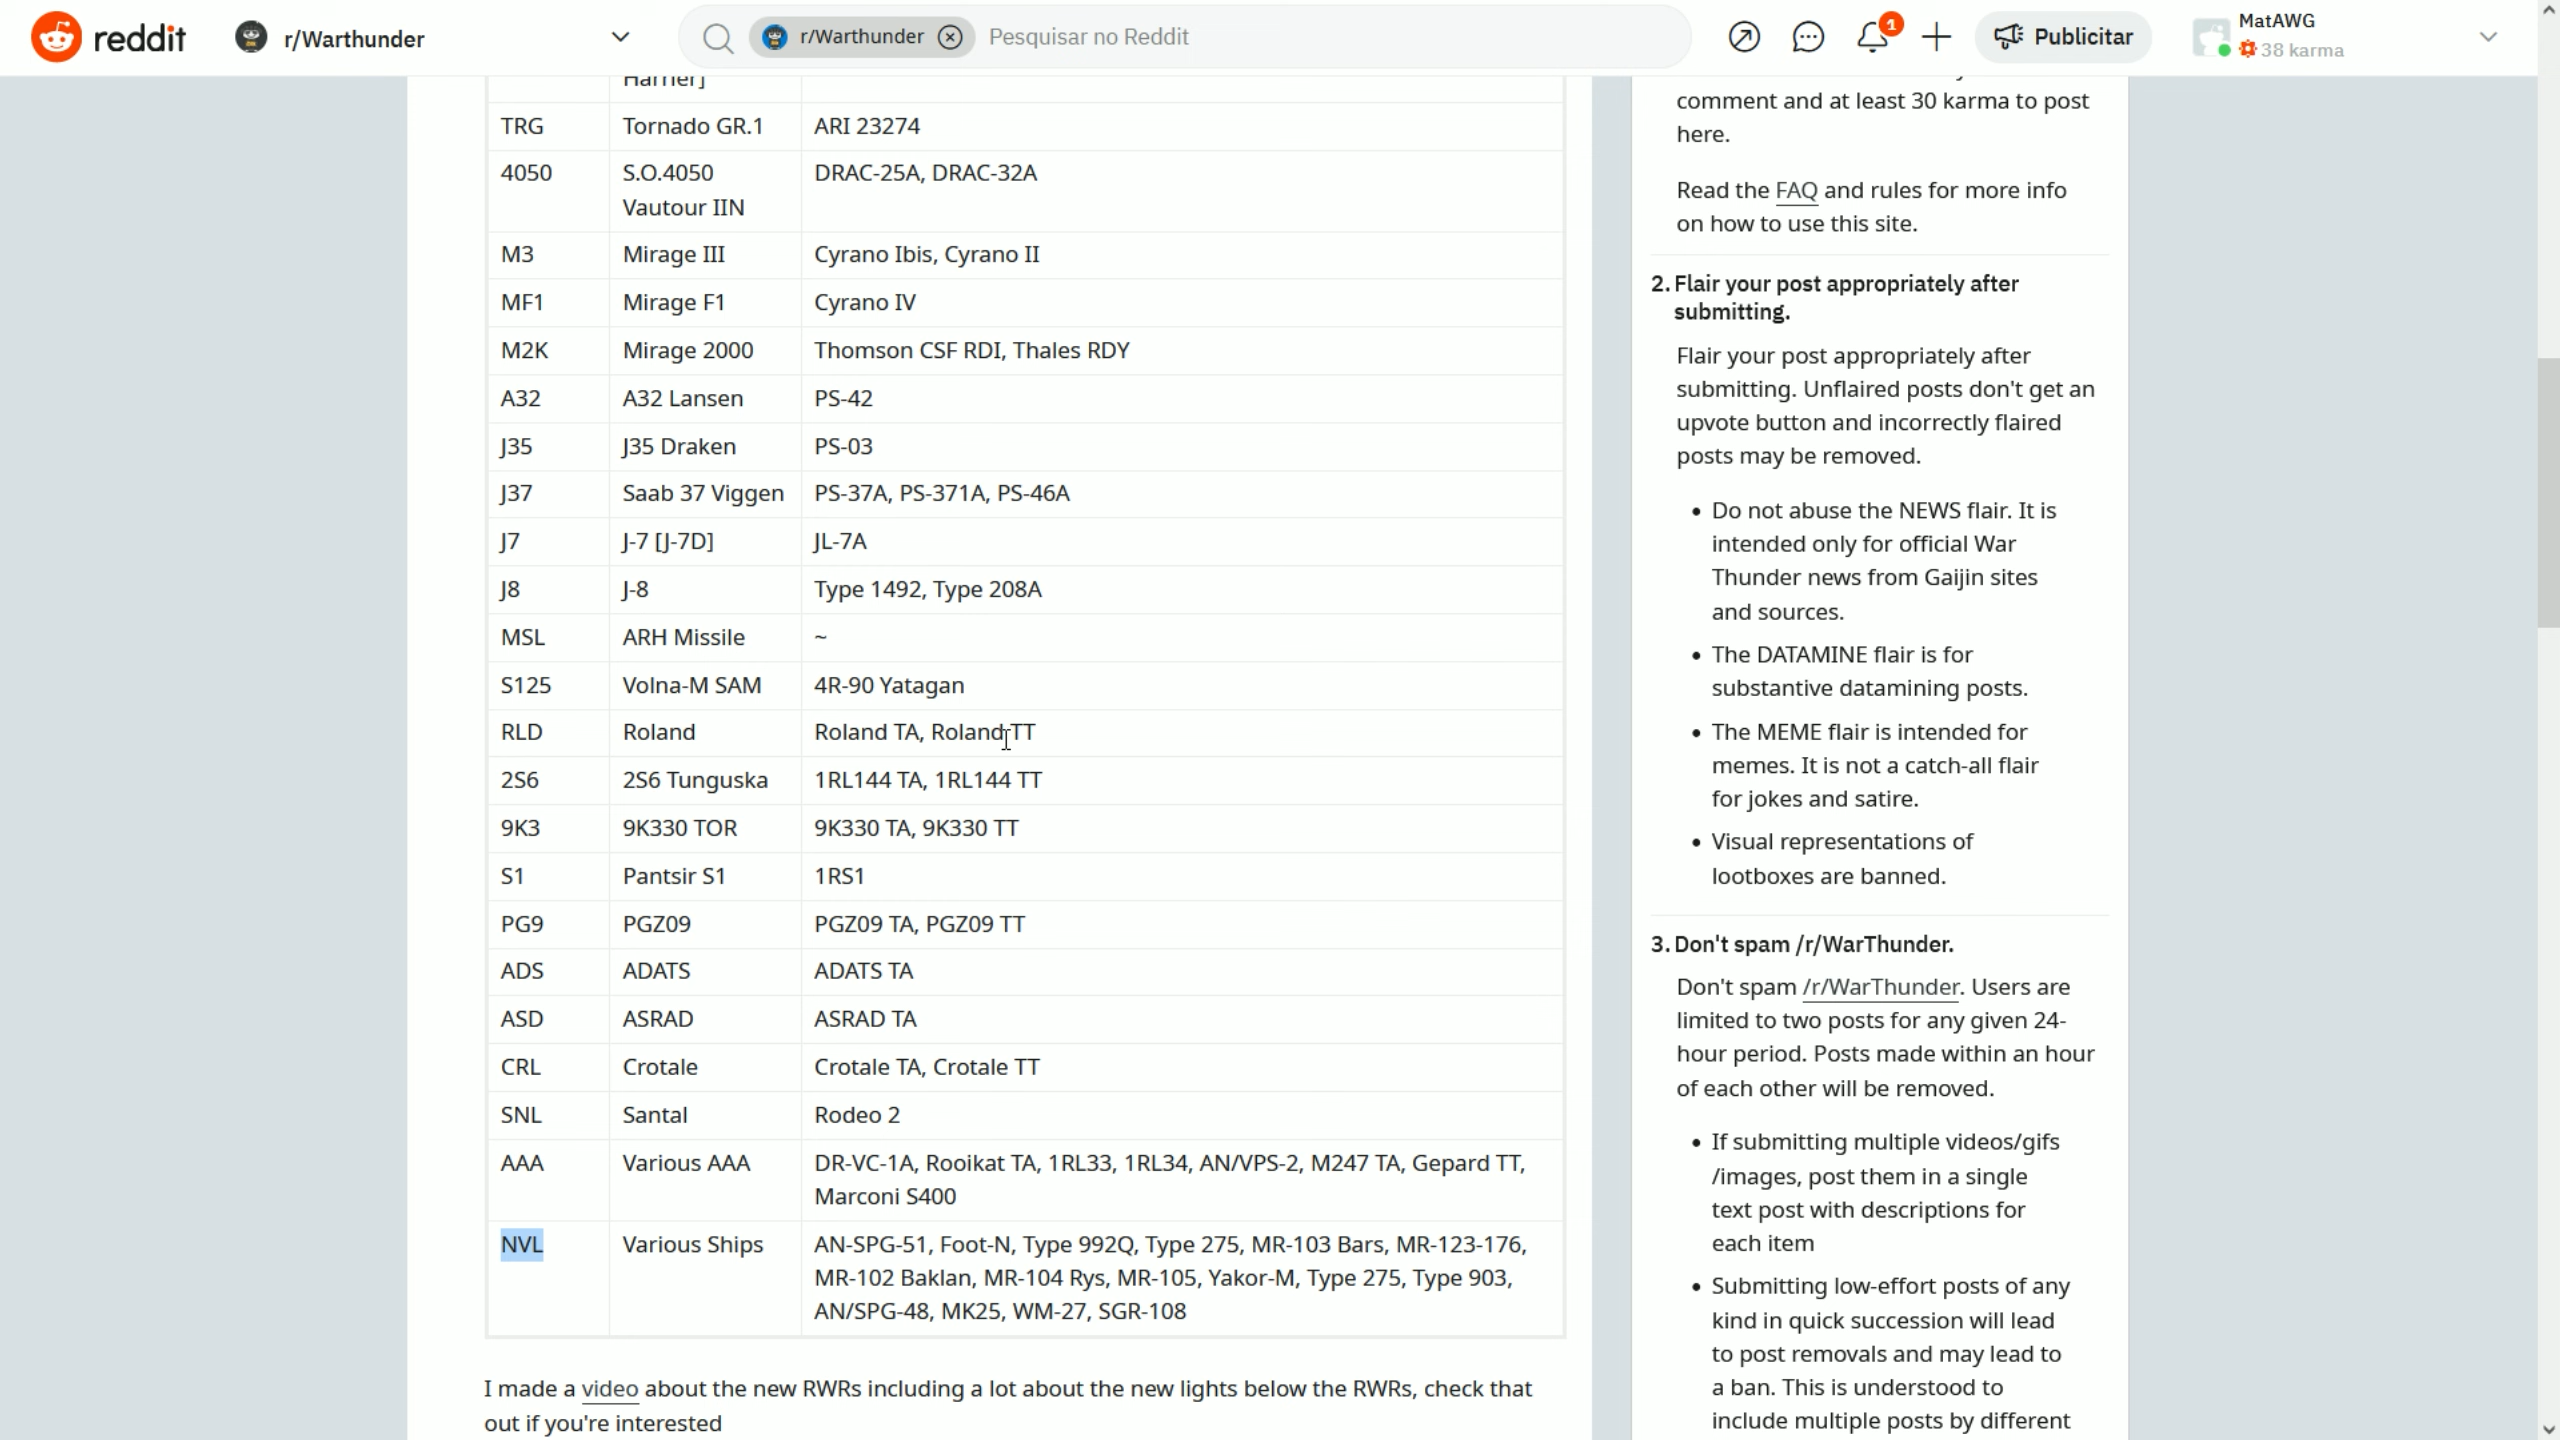 reddit
r/Warthunder
r/Warthunder
Pesquisar no Reddit
1
Publicitar
MatAWG
38 karma
Harrier]
TRG Tornado GR.1 ARI 23274
4050 S.O.4050 DRAC-25A, DRAC-32A
Vautour IIN
M3 Mirage III Cyrano Ibis, Cyrano II
MF1 Mirage F1 Cyrano IV
M2K Mirage 2000 Thomson CSF RDI, Thales RDY
A32 A32 Lansen PS-42
J35 J35 Draken PS-03
J37 Saab 37 Viggen PS-37A, PS-371A, PS-46A
J7 J-7 [J-7D] JL-7A
J8 J-8 Type 1492, Type 208A
MSL ARH Missile ~
S125 Volna-M SAM 4R-90 Yatagan
RLD Roland Roland TA, Roland TT
2S6 2S6 Tunguska 1RL144 TA, 1RL144 TT
9K3 9K330 TOR 9K330 TA, 9K330 TT
S1 Pantsir S1 1RS1
PG9 PGZ09 PGZ09 TA, PGZ09 TT
ADS ADATS ADATS TA
ASD ASRAD ASRAD TA
CRL Crotale Crotale TA, Crotale TT
SNL Santal Rodeo 2
AAA Various AAA DR-VC-1A, Rooikat TA, 1RL33, 1RL34, AN/VPS-2, M247 TA, Gepard TT,
Marconi S400
NVL Various Ships AN-SPG-51, Foot-N, Type 992Q, Type 275, MR-103 Bars, MR-123-176,
MR-102 Baklan, MR-104 Rys, MR-105, Yakor-M, Type 275, Type 903,
AN/SPG-48, MK25, WM-27, SGR-108
I made a video about the new RWRs including a lot about the new lights below the RWRs, check that
out if you're interested
comment and at least 30 karma to post
here.
Read the FAQ and rules for more info
on how to use this site.
2. Flair your post appropriately after
submitting.
Flair your post appropriately after
submitting. Unflaired posts don't get an
upvote button and incorrectly flaired
posts may be removed.
• Do not abuse the NEWS flair. It is
intended only for official War
Thunder news from Gaijin sites
and sources.
• The DATAMINE flair is for
substantive datamining posts.
• The MEME flair is intended for
memes. It is not a catch-all flair
for jokes and satire.
• Visual representations of
lootboxes are banned.
3. Don't spam /r/WarThunder.
Don't spam /r/WarThunder. Users are
limited to two posts for any given 24-
hour period. Posts made within an hour
of each other will be removed.
• If submitting multiple videos/gifs
/images, post them in a single
text post with descriptions for
each item
• Submitting low-effort posts of any
kind in quick succession will lead
to post removals and may lead to
a ban. This is understood to
include multiple posts by different